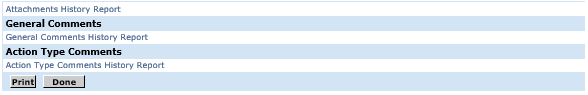 Attachments History Report
General Comments
General Comments History Report
Action Type Comments
Action Type Comments History Report
Print Done